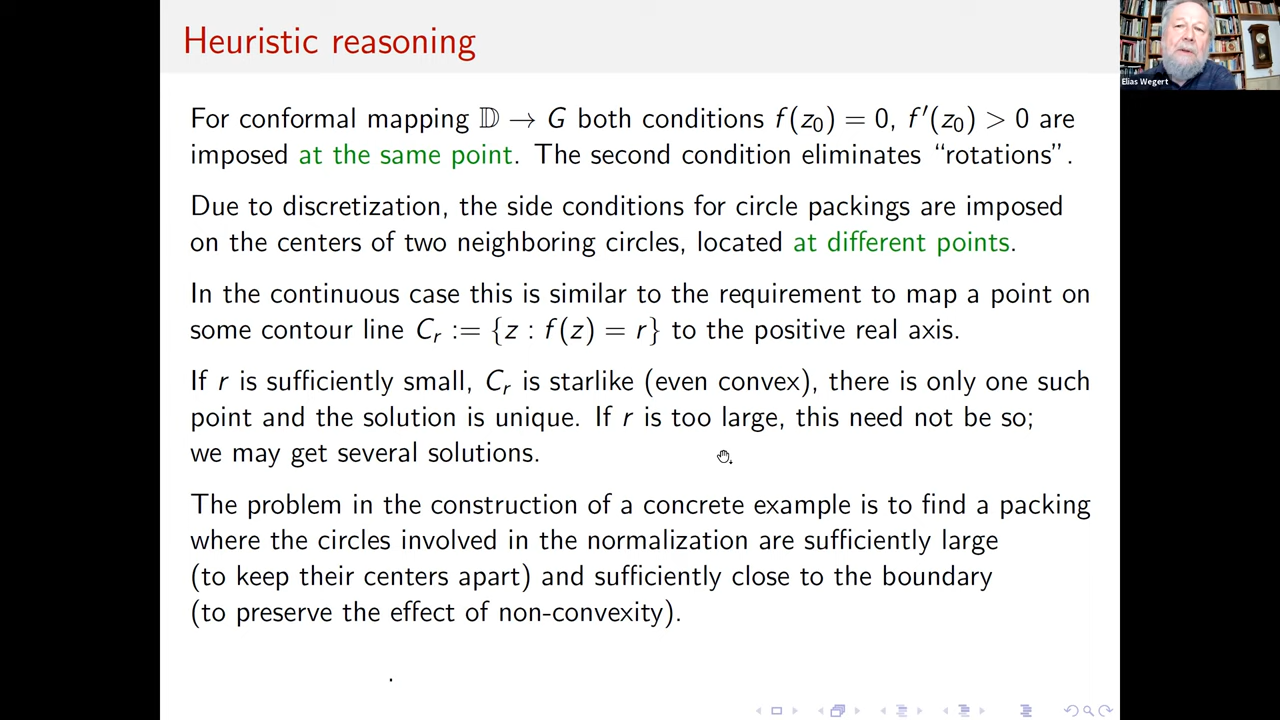 Heuristic reasoning
Elias Wegert
For conformal mapping 𝔻 → G both conditions f(z₀) = 0, f′(z₀) > 0 are
imposed at the same point. The second condition eliminates “rotations”.
Due to discretization, the side conditions for circle packings are imposed
on the centers of two neighboring circles, located at different points.
In the continuous case this is similar to the requirement to map a point on
some contour line Cᵣ := {z : f(z) = r} to the positive real axis.
If r is sufficiently small, Cᵣ is starlike (even convex), there is only one such
point and the solution is unique. If r is too large, this need not be so;
we may get several solutions.
The problem in the construction of a concrete example is to find a packing
where the circles involved in the normalization are sufficiently large
(to keep their centers apart) and sufficiently close to the boundary
(to preserve the effect of non-convexity).
.